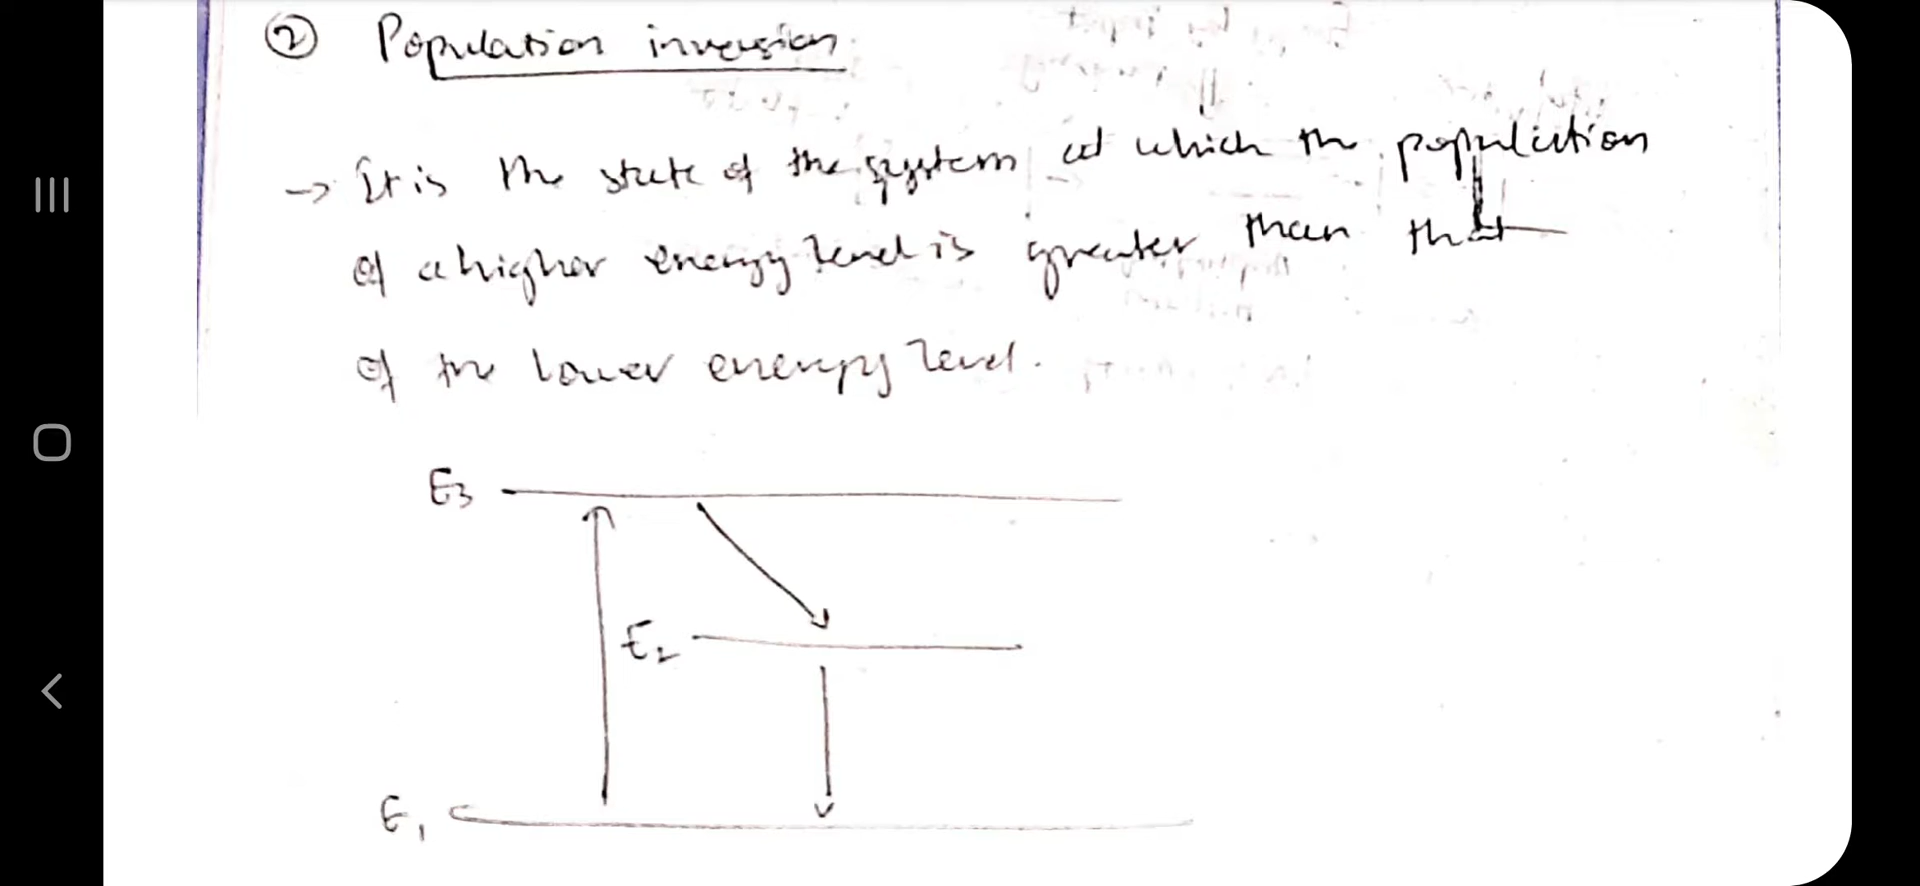 ② Population inversion
→ It is the state of the system at which the population
of a higher energy level is greater than that
of the lower energy level.
E3
E2
E1